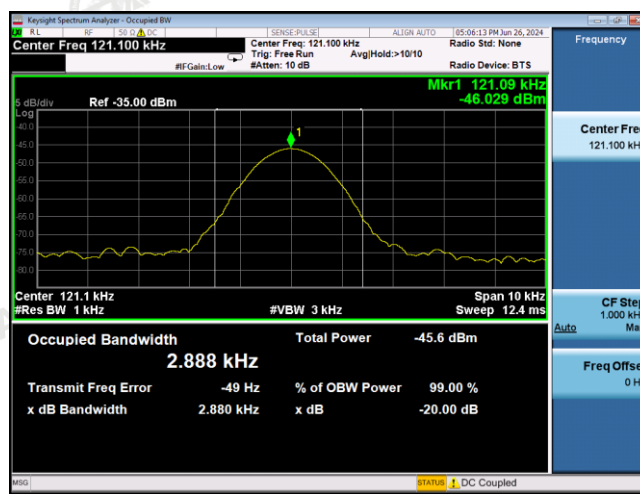 Keysight Spectrum Analyzer - Occupied BW
RL RF 50 Ω DC SENSE:PULSE ALIGN AUTO 05:06:13 PM Jun 26, 2024
Center Freq 121.100 kHz Center Freq: 121.100 kHz Radio Std: None Frequency
Trig: Free Run Avg|Hold:>10/10
#IFGain:Low #Atten: 10 dB Radio Device: BTS
Mkr1 121.09 kHz
5 dB/div Ref -35.00 dBm -46.029 dBm
Log
-40.0
1
Center Fre
-45.0
121.100 kH
-50.0
-55.0
-60.0
-65.0
-70.0
-75.0
-80.0
Center 121.1 kHz Span 10 kHz
#Res BW 1 kHz #VBW 3 kHz Sweep 12.4 ms
CF Step
1.000 kH
Auto Ma
Occupied Bandwidth Total Power -45.6 dBm
2.888 kHz
Freq Offse
0 H
Transmit Freq Error -49 Hz % of OBW Power 99.00 %
x dB Bandwidth 2.880 kHz x dB -20.00 dB
MSG STATUS DC Coupled